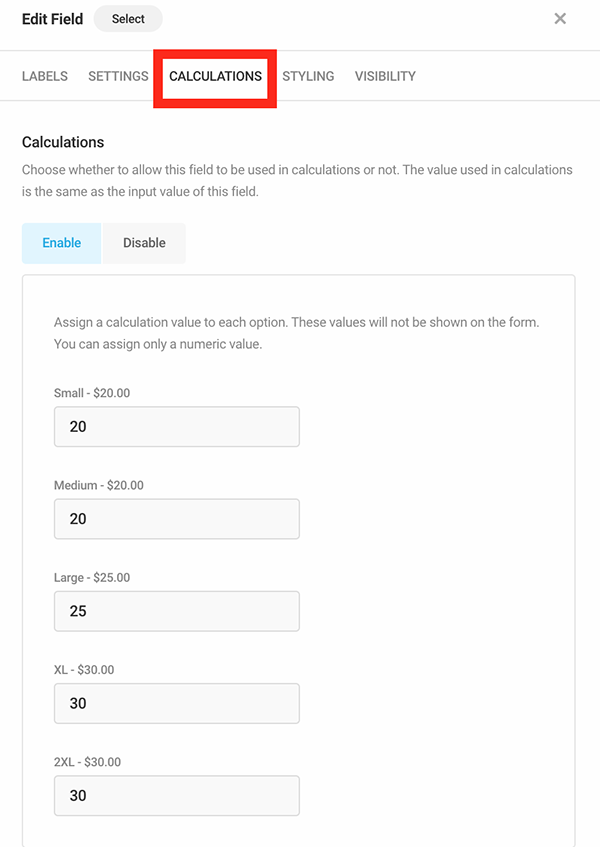 Edit Field Select
LABELS SETTINGS CALCULATIONS STYLING VISIBILITY
Calculations
Choose whether to allow this field to be used in calculations or not. The value used in calculations
is the same as the input value of this field.
Enable Disable
Assign a calculation value to each option. These values will not be shown on the form.
You can assign only a numeric value.
Small - $20.00
20
Medium - $20.00
20
Large - $25.00
25
XL - $30.00
30
2XL - $30.00
30